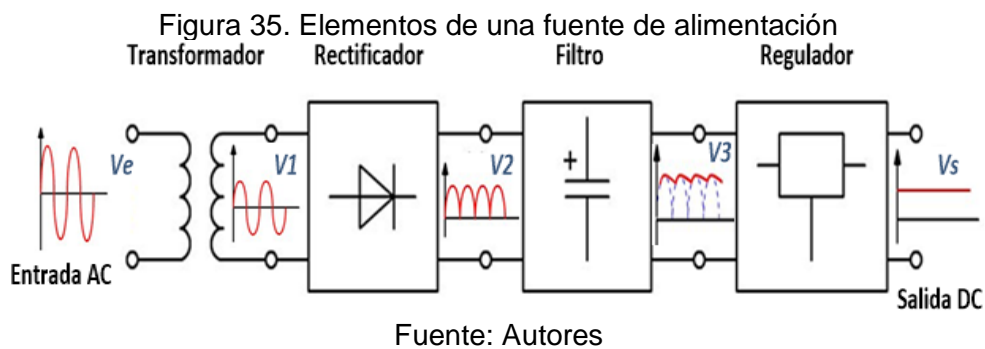 Figura 35. Elementos de una fuente de alimentación
Transformador Rectificador Filtro Regulador
Ve V1 V2 + V3 Vs
Entrada AC
Salida DC
Fuente: Autores